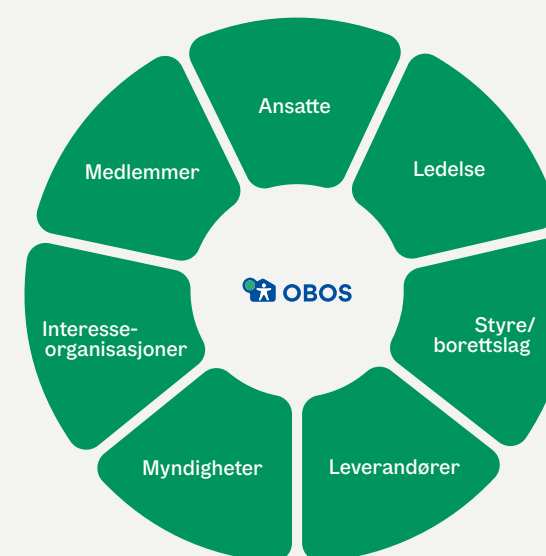 Ansatte
Medlemmer
Ledelse
OBOS
Interesse-
organisasjoner
Styre/
borettslag
Myndigheter
Leverandører